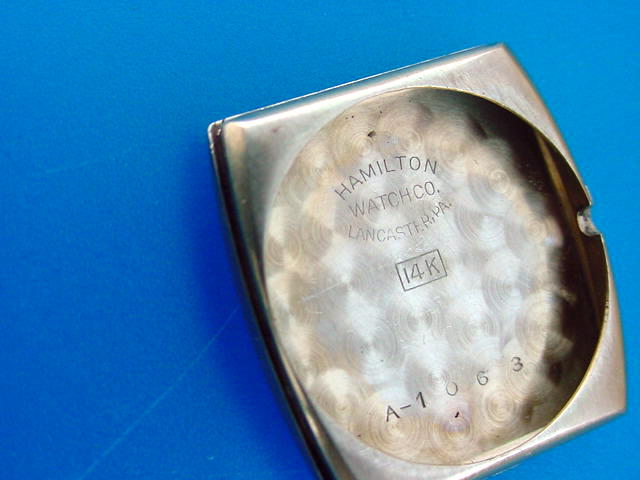 HAMILTON
WATCH CO.
LANCASTER, PA.
14K
A-1063